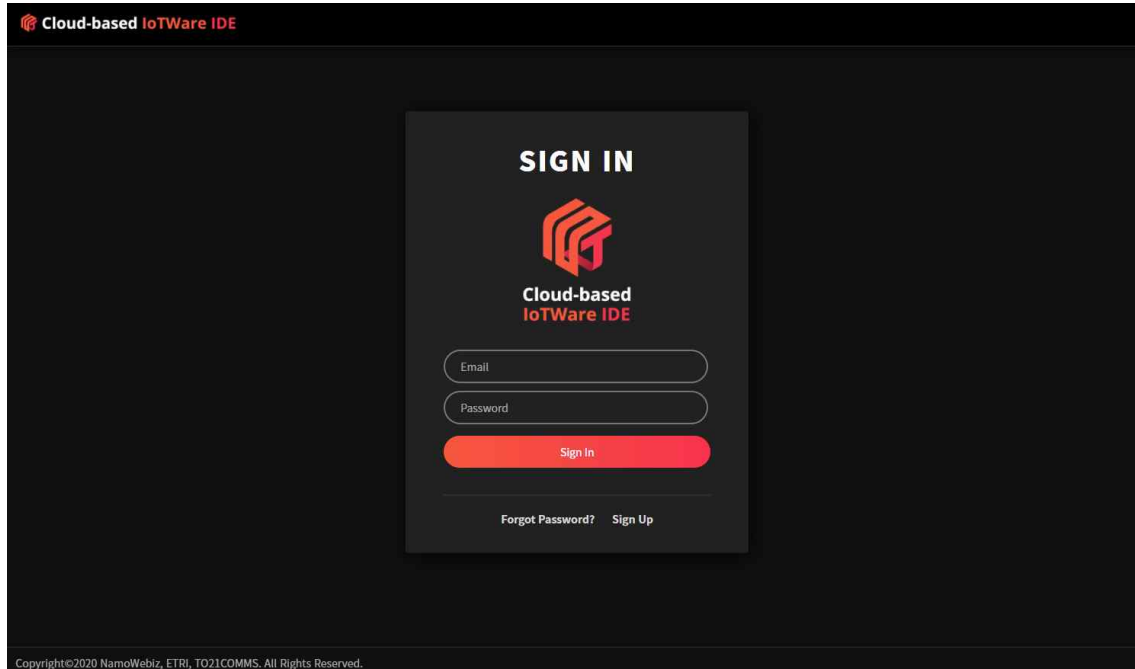 Cloud-based IoTWare IDE
SIGN IN
Cloud-based
IoTWare IDE
Email
Password
Sign In
Forgot Password? Sign Up
Copyright©2020 NamoWebiz, ETRI, TO21COMMS. All Rights Reserved.